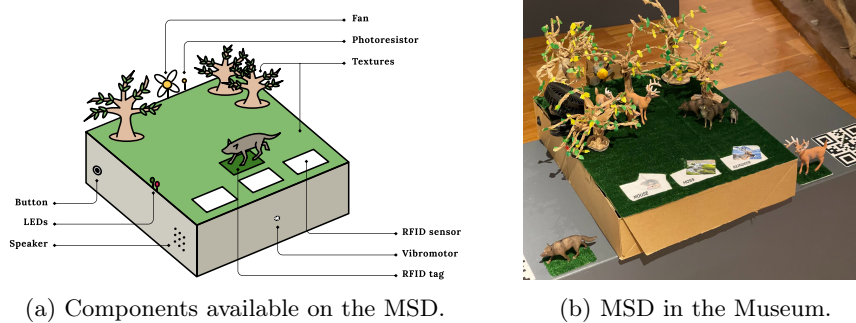 Fan
Photoresistor
Textures
Button
LEDs
Speaker
RFID sensor
Vibromotor
RFID tag
HOUSE
(a) Components available on the MSD.
(b) MSD in the Museum.